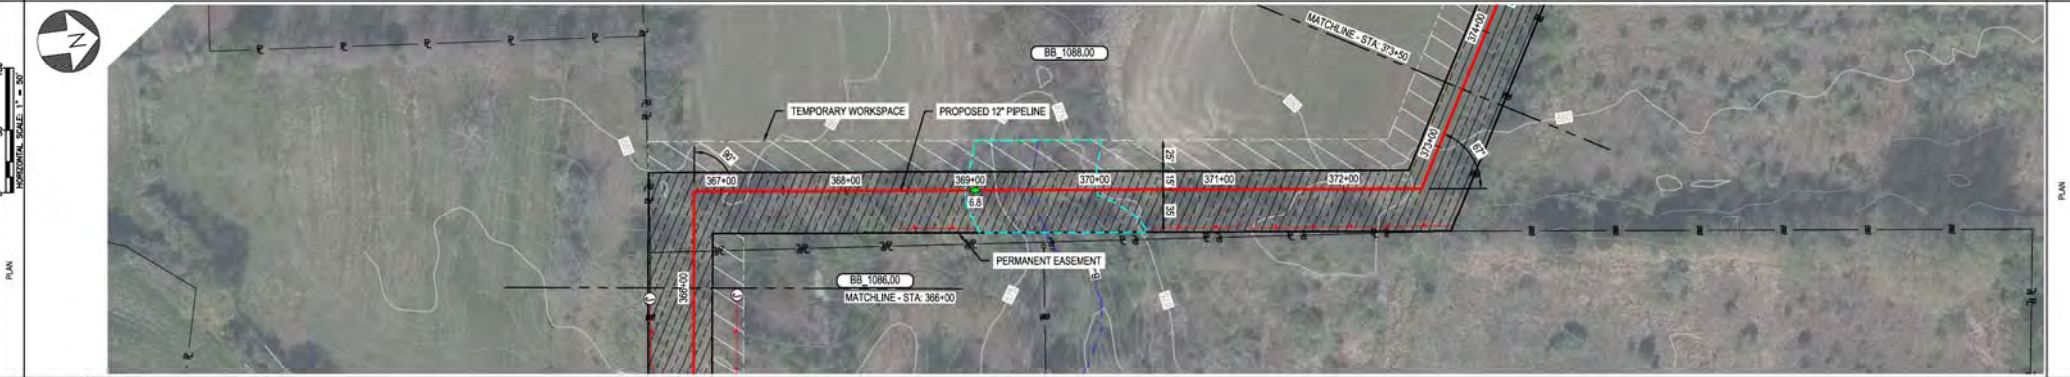 N
HORIZONTAL SCALE: 1" = 50'
PLAN
PLAN
BB_1088.00
MATCHLINE - STA: 373+50
374+00
TEMPORARY WORKSPACE
PROPOSED 12" PIPELINE
90°
373+00
67°
367+00
368+00
369+00
370+00
371+00
372+00
25'
15'
35'
6.8
PERMANENT EASEMENT
BB_1086.00
MATCHLINE - STA: 366+00
366+00